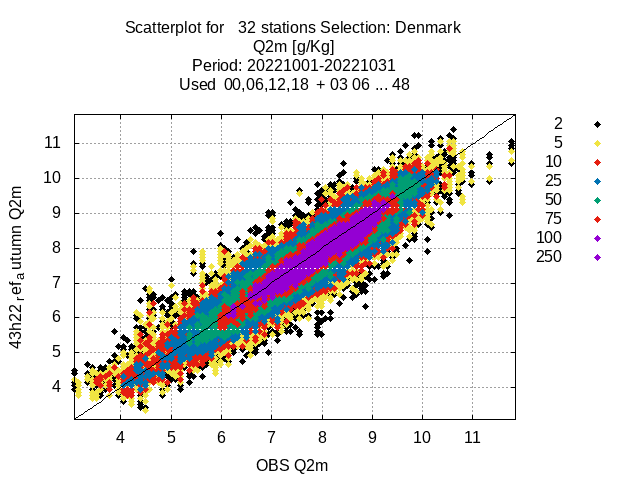 Scatterplot for   32 stations Selection: Denmark
Q2m [g/Kg]
Period: 20221001-20221031
Used  00,06,12,18  + 03 06 ... 48
2
5
10
25
50
75
100
250
11
10
9
8
7
6
5
4
43h22refautumn Q2m
4 5 6 7 8 9 10 11
OBS Q2m